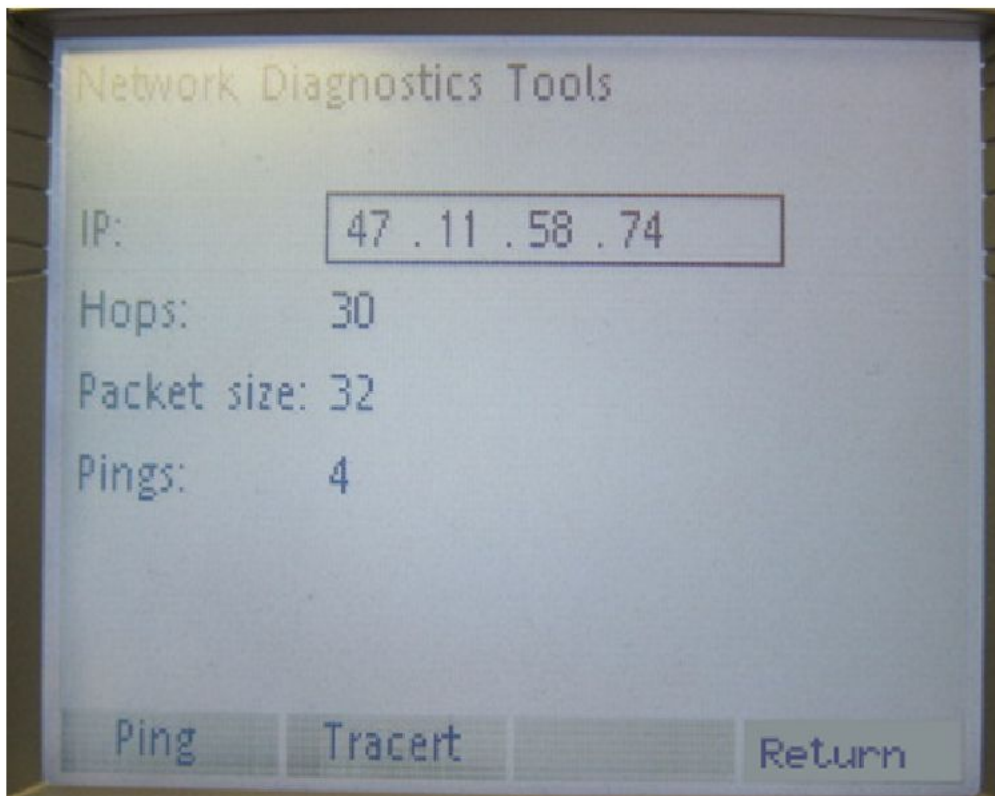 Network Diagnostics Tools
IP: 47 . 11 . 58 . 74
Hops: 30
Packet size: 32
Pings: 4
Ping Tracert Return